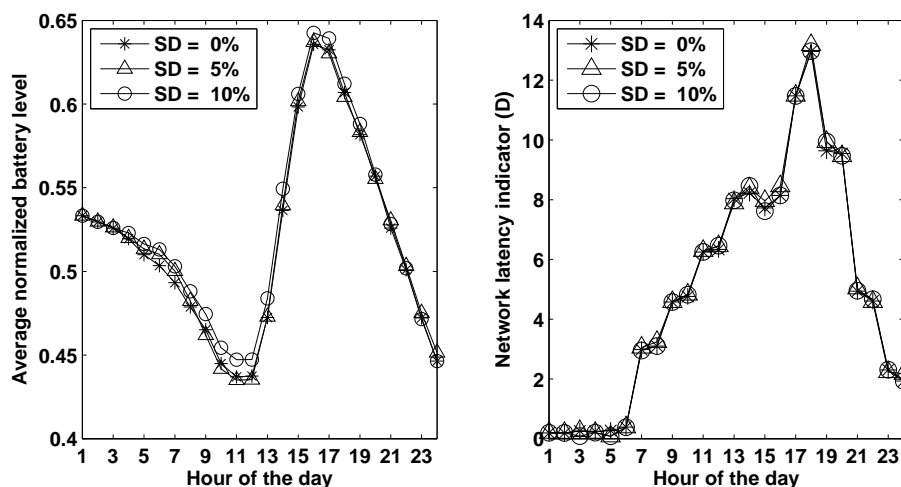 Average normalized battery level
0.65
0.6
0.55
0.5
0.45
0.4
SD = 0%
SD = 5%
SD = 10%
1 3 5 7 9 11 13 15 17 19 21 23
Hour of the day
Network latency indicator (D)
14
12
10
8
6
4
2
0
SD = 0%
SD = 5%
SD = 10%
1 3 5 7 9 11 13 15 17 19 21 23
Hour of the day